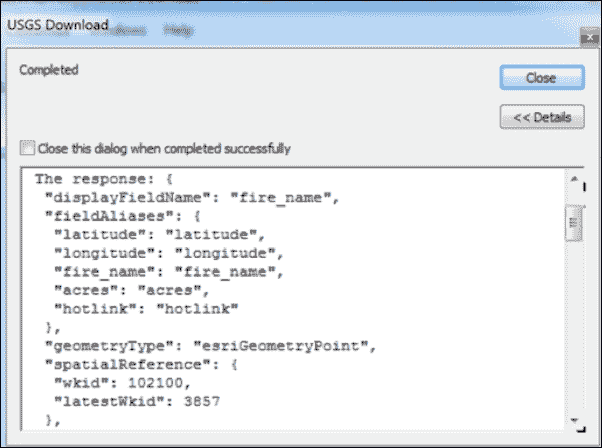 USGS Download
Help
Completed
Close
<< Details
Close this dialog when completed successfully
The response: {
"displayFieldName": "fire_name",
"fieldAliases": {
"latitude": "latitude",
"longitude": "longitude",
"fire_name": "fire_name",
"acres": "acres",
"hotlink": "hotlink"
},
"geometryType": "esriGeometryPoint",
"spatialReference": {
"wkid": 102100,
"latestWkid": 3857
},